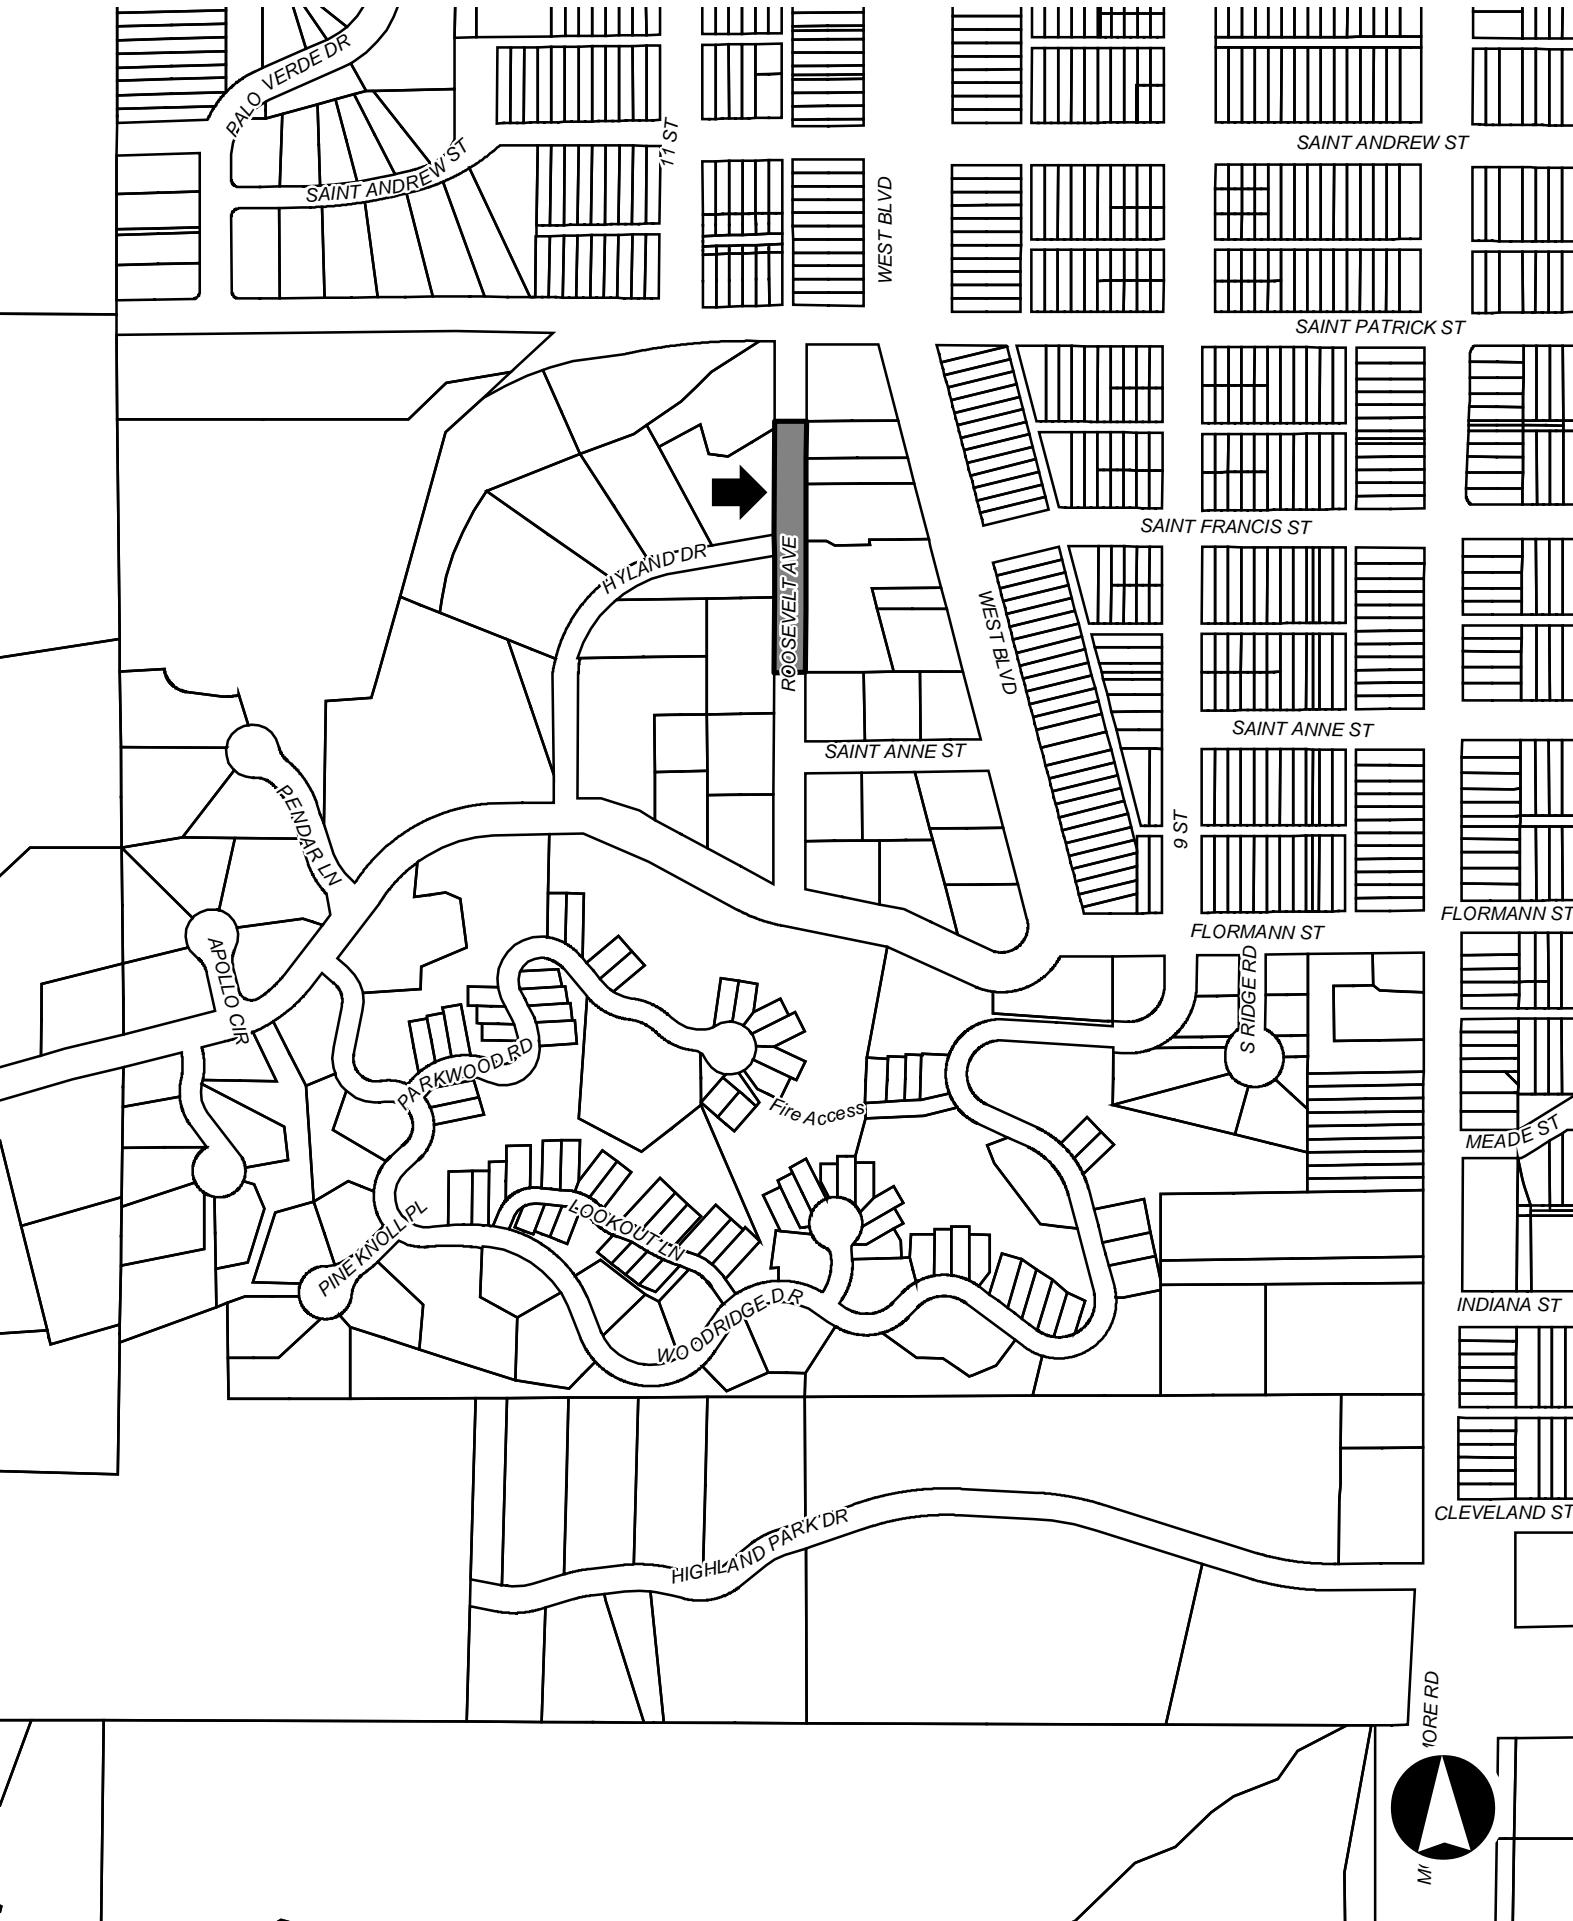 PALO VERDE DR
SAINT ANDREW ST
11 ST
SAINT ANDREW ST
WEST BLVD
SAINT PATRICK ST
SAINT FRANCIS ST
HYLAND DR
ROOSEVELT AVE
WEST BLVD
SAINT ANNE ST
SAINT ANNE ST
PENDAR LN
9 ST
FLORMANN ST
FLORMANN ST
APOLLO CIR
S RIDGE RD
PARKWOOD RD
Fire Access
MEADE ST
PINE KNOLL PL
LOOKOUT LN
WOODRIDGE DR
INDIANA ST
CLEVELAND ST
HIGHLAND PARK DR
ORE RD